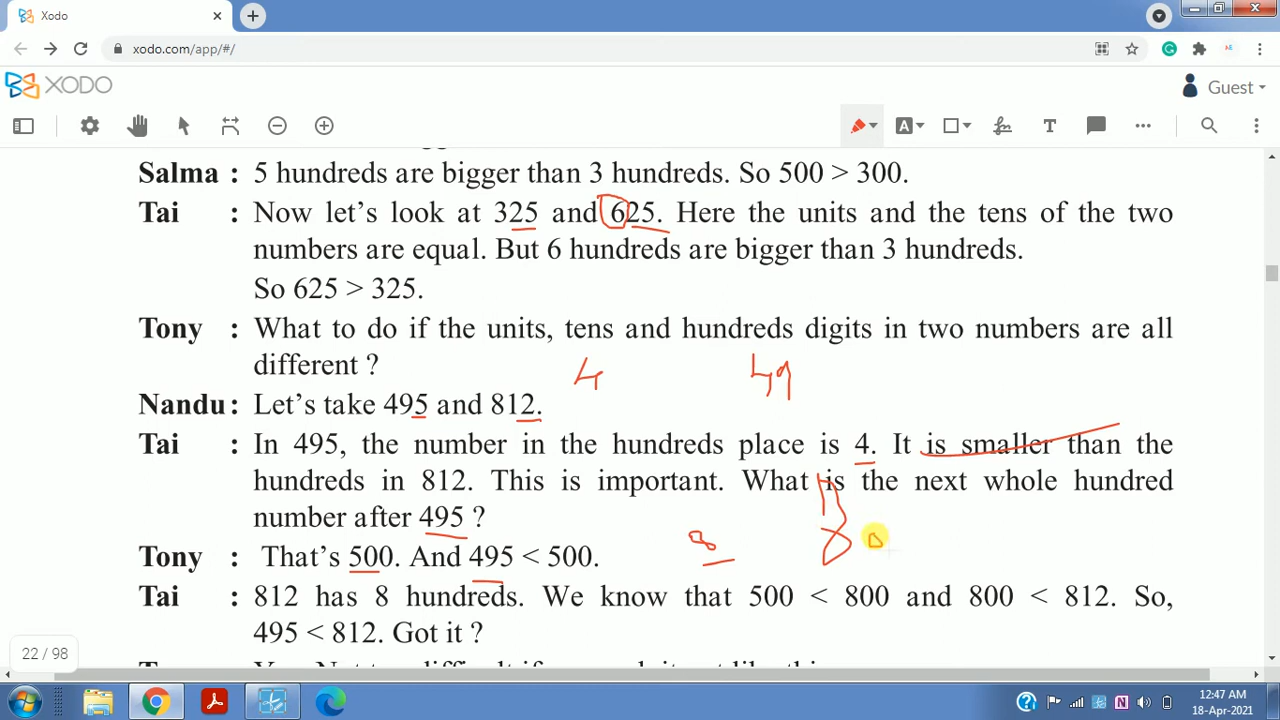 Xodo
xodo.com/app/#/
XODO
Guest
Salma : 5 hundreds are bigger than 3 hundreds. So 500 > 300.
Tai : Now let's look at 325 and 625. Here the units and the tens of the two
numbers are equal. But 6 hundreds are bigger than 3 hundreds.
So 625 > 325.
Tony : What to do if the units, tens and hundreds digits in two numbers are all
different ?
4 49
Nandu : Let's take 495 and 812.
Tai : In 495, the number in the hundreds place is 4. It is smaller than the
hundreds in 812. This is important. What is the next whole hundred
number after 495 ?
8
Tony : That's 500. And 495 < 500.
Tai : 812 has 8 hundreds. We know that 500 < 800 and 800 < 812. So,
495 < 812. Got it ?
22 / 98
12:47 AM
18-Apr-2021